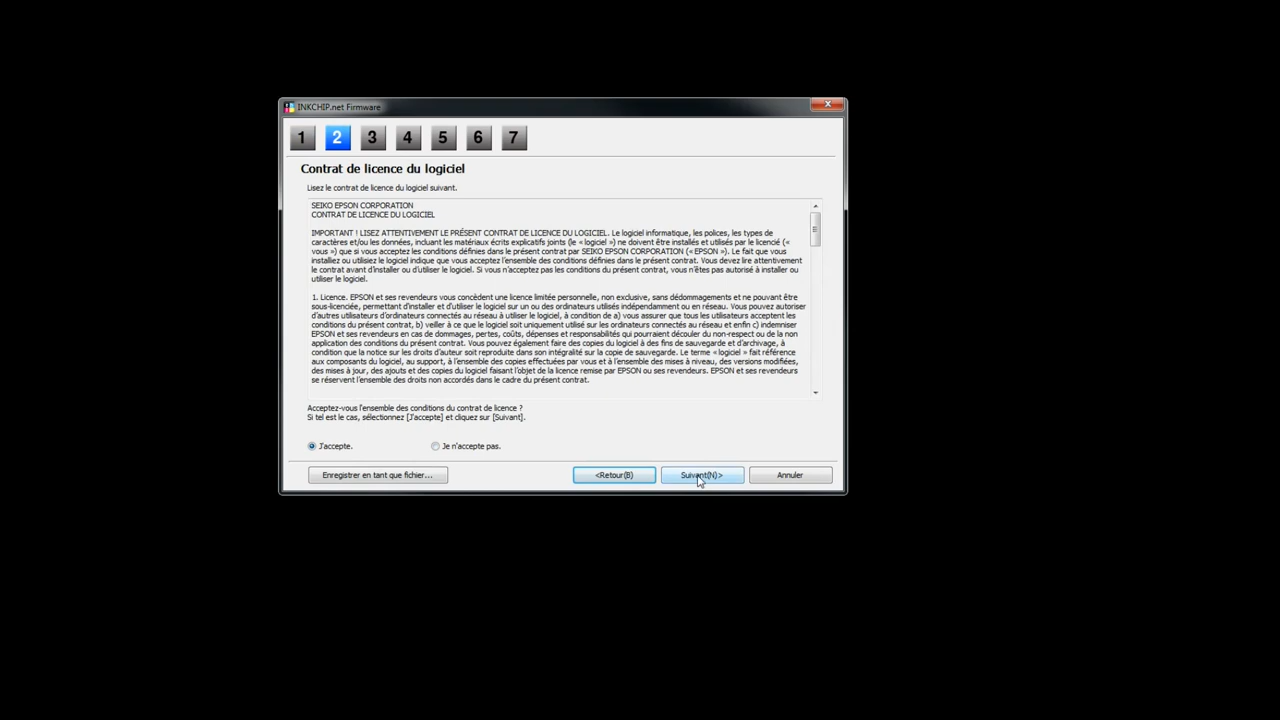 INKCHIP.net Firmware
1 2 3 4 5 6 7
Contrat de licence du logiciel
Lisez le contrat de licence du logiciel suivant.
SEIKO EPSON CORPORATION
CONTRAT DE LICENCE DU LOGICIEL
IMPORTANT ! LISEZ ATTENTIVEMENT LE PRÉSENT CONTRAT DE LICENCE DU LOGICIEL. Le logiciel informatique, les polices, les types de
caractères et/ou les données, incluant les matériaux écrits explicatifs joints (le « logiciel ») ne doivent être installés et utilisés par le licencié («
vous ») que si vous acceptez les conditions définies dans le présent contrat par SEIKO EPSON CORPORATION (« EPSON »). Le fait que vous
installiez ou utilisiez le logiciel indique que vous acceptez l'ensemble des conditions définies dans le présent contrat. Vous devez lire attentivement
le contrat avant d'installer ou d'utiliser le logiciel. Si vous n'acceptez pas les conditions du présent contrat, vous n'êtes pas autorisé à installer ou
utiliser le logiciel.
1. Licence. EPSON et ses revendeurs vous concèdent une licence limitée personnelle, non exclusive, sans dédommagements et ne pouvant être
sous-licenciée, permettant d'installer et d'utiliser le logiciel sur un ou des ordinateurs utilisés indépendamment ou en réseau. Vous pouvez autoriser
d'autres utilisateurs d'ordinateurs connectés au réseau à utiliser le logiciel, à condition de a) vous assurer que tous les utilisateurs acceptent les
conditions du présent contrat, b) veiller à ce que le logiciel soit uniquement utilisé sur les ordinateurs connectés au réseau et enfin c) indemniser
EPSON et ses revendeurs en cas de dommages, pertes, coûts, dépenses et responsabilités qui pourraient découler du non-respect ou de la non
application des conditions du présent contrat. Vous pouvez également faire des copies du logiciel à des fins de sauvegarde et d'archivage, à
condition que la notice sur les droits d'auteur soit reproduite dans son intégralité sur la copie de sauvegarde. Le terme « logiciel » fait référence
aux composants du logiciel, au support, à l'ensemble des copies effectuées par vous et à l'ensemble des mises à niveau, des versions modifiées,
des mises à jour, des ajouts et des copies du logiciel faisant l'objet de la licence remise par EPSON ou ses revendeurs. EPSON et ses revendeurs
se réservent l'ensemble des droits non accordés dans le cadre du présent contrat.
Acceptez-vous l'ensemble des conditions du contrat de licence ?
Si tel est le cas, sélectionnez [J'accepte] et cliquez sur [Suivant].
J'accepte. Je n'accepte pas.
Enregistrer en tant que fichier... <Retour(B) Suivant(N)> Annuler